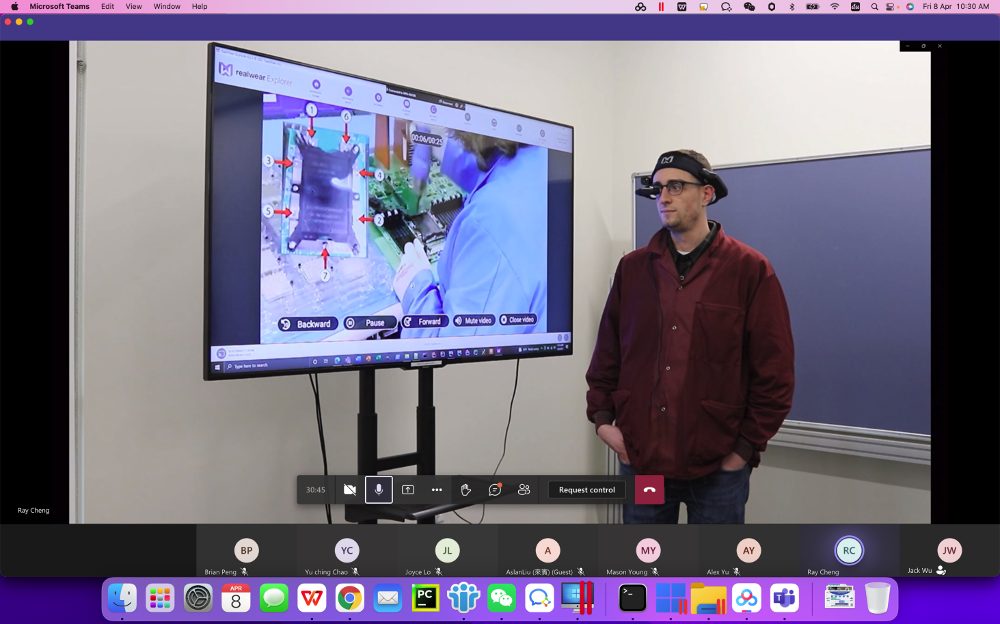 Microsoft Teams Edit View Window Help
Fri 8 Apr 10:30 AM
realwear Explorer
1
6
00:06/00:25
3
4
5
2
7
Backward Pause Forward Mute video Close video
Type here to search
30:45
Request control
Ray Cheng
BP YC JL A MY AY RC JW
Brian Peng Yu ching Chao Joyce Lo AslanLiu (來賓) (Guest) Mason Young Alex Yu Ray Cheng Jack Wu
APR
8
PC